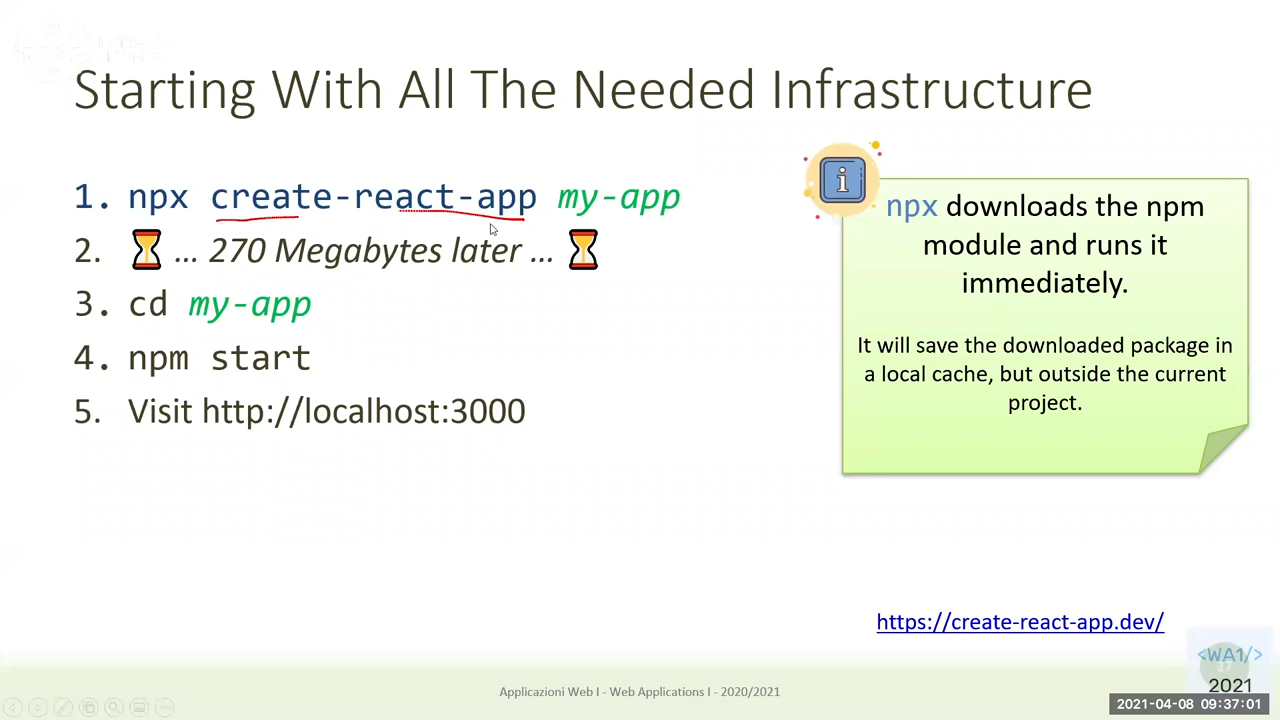 Starting With All The Needed Infrastructure
1. npx create-react-app my-app
2. … 270 Megabytes later …
3. cd my-app
4. npm start
5. Visit http://localhost:3000
npx downloads the npm
module and runs it
immediately.
It will save the downloaded package in
a local cache, but outside the current
project.
https://create-react-app.dev/
<WA1/>
2021
Applicazioni Web I - Web Applications I - 2020/2021
2021-04-08 09:37:01